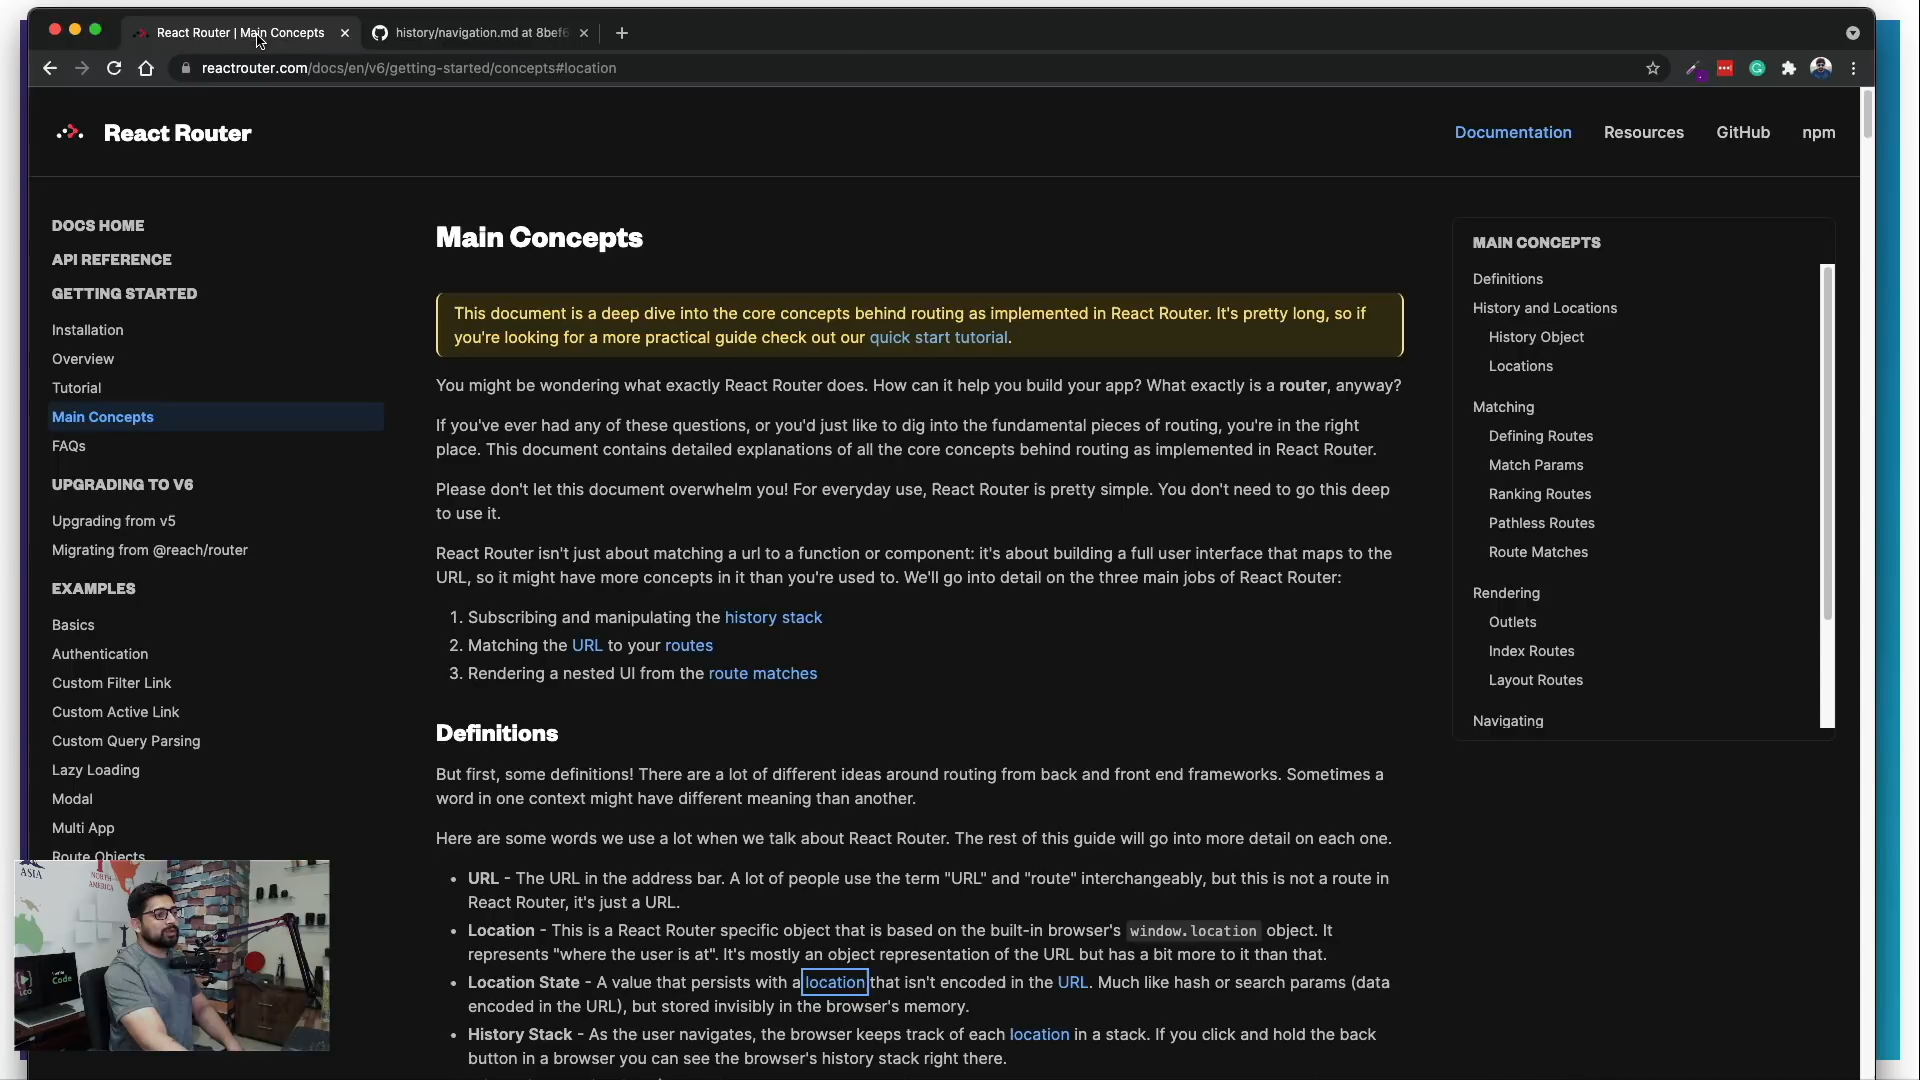 React Router | Main Concepts
history/navigation.md at 8bef6
reactrouter.com/docs/en/v6/getting-started/concepts#location
React Router
Documentation
Resources
GitHub
npm
DOCS HOME
API REFERENCE
GETTING STARTED
Installation
Overview
Tutorial
Main Concepts
FAQs
UPGRADING TO V6
Upgrading from v5
Migrating from @reach/router
EXAMPLES
Basics
Authentication
Custom Filter Link
Custom Active Link
Custom Query Parsing
Lazy Loading
Modal
Multi App
Route Objects
Main Concepts
This document is a deep dive into the core concepts behind routing as implemented in React Router. It's pretty long, so if
you're looking for a more practical guide check out our quick start tutorial.
You might be wondering what exactly React Router does. How can it help you build your app? What exactly is a router, anyway?
If you've ever had any of these questions, or you'd just like to dig into the fundamental pieces of routing, you're in the right
place. This document contains detailed explanations of all the core concepts behind routing as implemented in React Router.
Please don't let this document overwhelm you! For everyday use, React Router is pretty simple. You don't need to go this deep
to use it.
React Router isn't just about matching a url to a function or component: it's about building a full user interface that maps to the
URL, so it might have more concepts in it than you're used to. We'll go into detail on the three main jobs of React Router:
1. Subscribing and manipulating the history stack
2. Matching the URL to your routes
3. Rendering a nested UI from the route matches
Definitions
But first, some definitions! There are a lot of different ideas around routing from back and front end frameworks. Sometimes a
word in one context might have different meaning than another.
Here are some words we use a lot when we talk about React Router. The rest of this guide will go into more detail on each one.
• URL - The URL in the address bar. A lot of people use the term "URL" and "route" interchangeably, but this is not a route in
React Router, it's just a URL.
• Location - This is a React Router specific object that is based on the built-in browser's window.location object. It
represents "where the user is at". It's mostly an object representation of the URL but has a bit more to it than that.
• Location State - A value that persists with a location that isn't encoded in the URL. Much like hash or search params (data
encoded in the URL), but stored invisibly in the browser's memory.
• History Stack - As the user navigates, the browser keeps track of each location in a stack. If you click and hold the back
button in a browser you can see the browser's history stack right there.
MAIN CONCEPTS
Definitions
History and Locations
History Object
Locations
Matching
Defining Routes
Match Params
Ranking Routes
Pathless Routes
Route Matches
Rendering
Outlets
Index Routes
Layout Routes
Navigating
ASIA
NORTH
AMERICA
LCO
Code